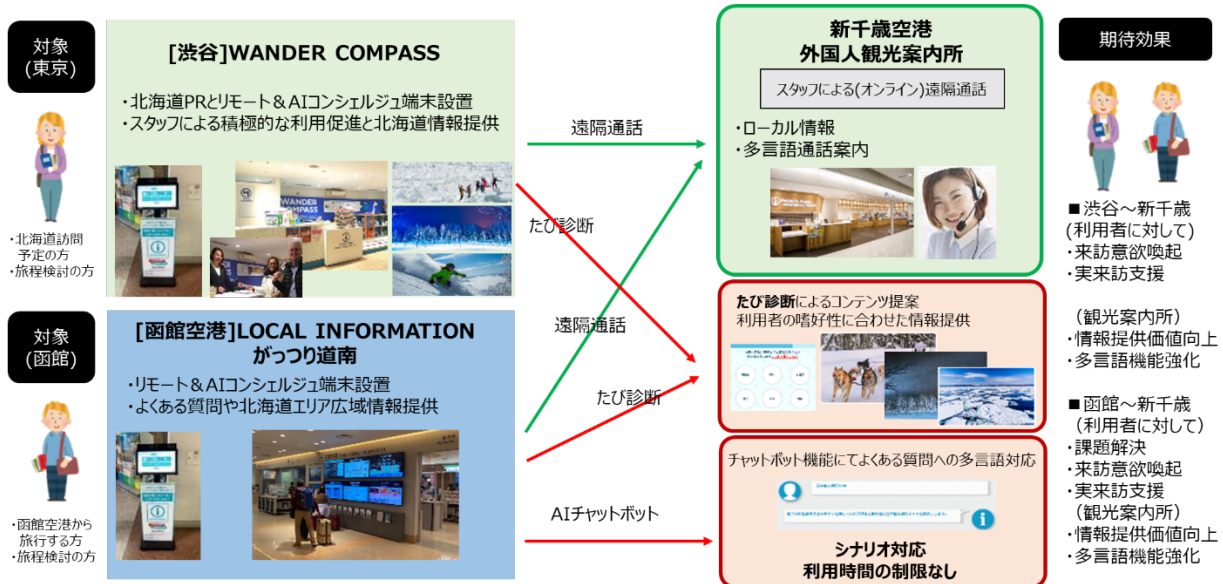 対象
(東京)
・北海道訪問
予定の方
・旅程検討の方
[渋谷]WANDER COMPASS
・北海道PRとリモート＆AIコンシェルジュ端末設置
・スタッフによる積極的な利用促進と北海道情報提供
WANDER
COMPASS
対象
(函館)
・函館空港から
旅行する方
・旅程検討の方
[函館空港]LOCAL INFORMATION
がっつり道南
・リモート＆AIコンシェルジュ端末設置
・よくある質問や北海道エリア広域情報提供
遠隔通話
たび診断
遠隔通話
たび診断
AIチャットボット
新千歳空港
外国人観光案内所
スタッフによる(オンライン)遠隔通話
・ローカル情報
・多言語通話案内
たび診断によるコンテンツ提案
利用者の嗜好性に合わせた情報提供
チャットボット機能にてよくある質問への多言語対応
シナリオ対応
利用時間の制限なし
期待効果
■渋谷～新千歳
(利用者に対して)
・来訪意欲喚起
・実来訪支援
（観光案内所）
・情報提供価値向上
・多言語機能強化
■函館～新千歳
（利用者に対して）
・課題解決
・来訪意欲喚起
・実来訪支援
（観光案内所）
・情報提供価値向上
・多言語機能強化